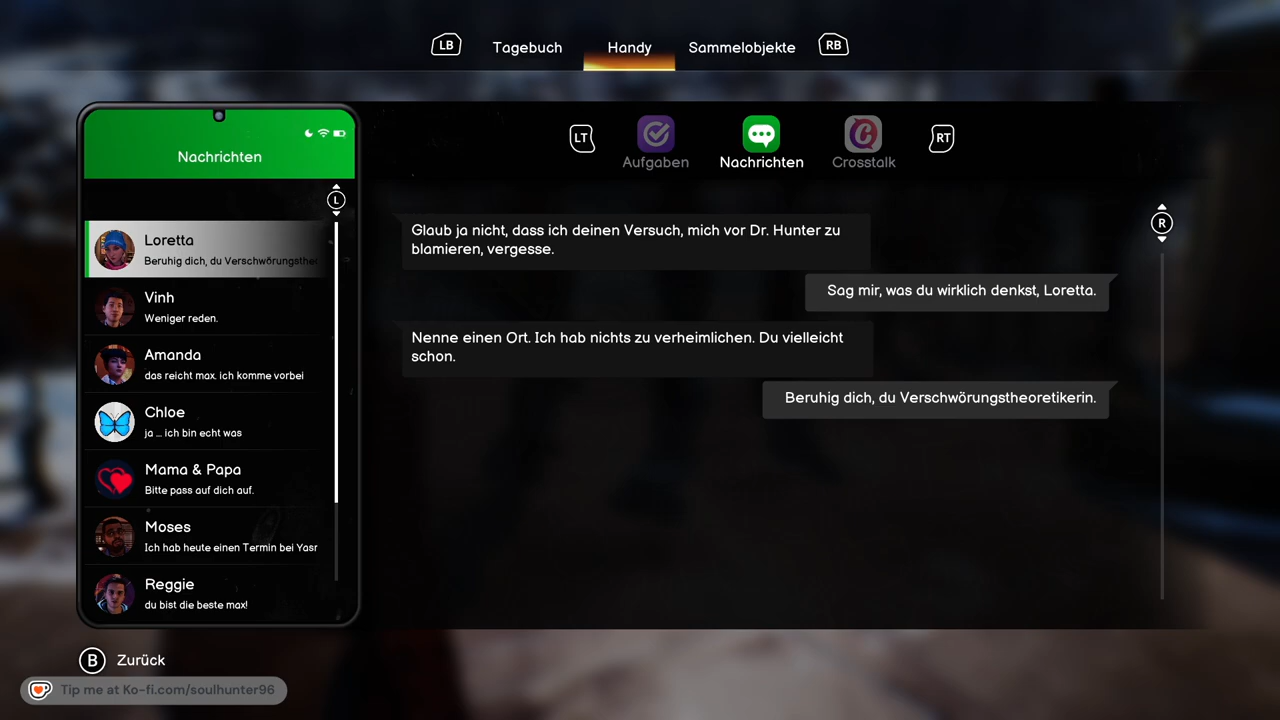 LB Tagebuch Handy Sammelobjekte RB
Nachrichten
LT Aufgaben Nachrichten Crosstalk RT
L
Loretta
Beruhig dich, du Verschwörungsthe
Vinh
Weniger reden.
Amanda
das reicht max. ich komme vorbei
Chloe
ja ... ich bin echt was
Mama & Papa
Bitte pass auf dich auf.
Moses
Ich hab heute einen Termin bei Yasr
Reggie
du bist die beste max!
R
Glaub ja nicht, dass ich deinen Versuch, mich vor Dr. Hunter zu
blamieren, vergesse.
Sag mir, was du wirklich denkst, Loretta.
Nenne einen Ort. Ich hab nichts zu verheimlichen. Du vielleicht
schon.
Beruhig dich, du Verschwörungstheoretikerin.
B Zurück
Tip me at Ko-fi.com/soulhunter96